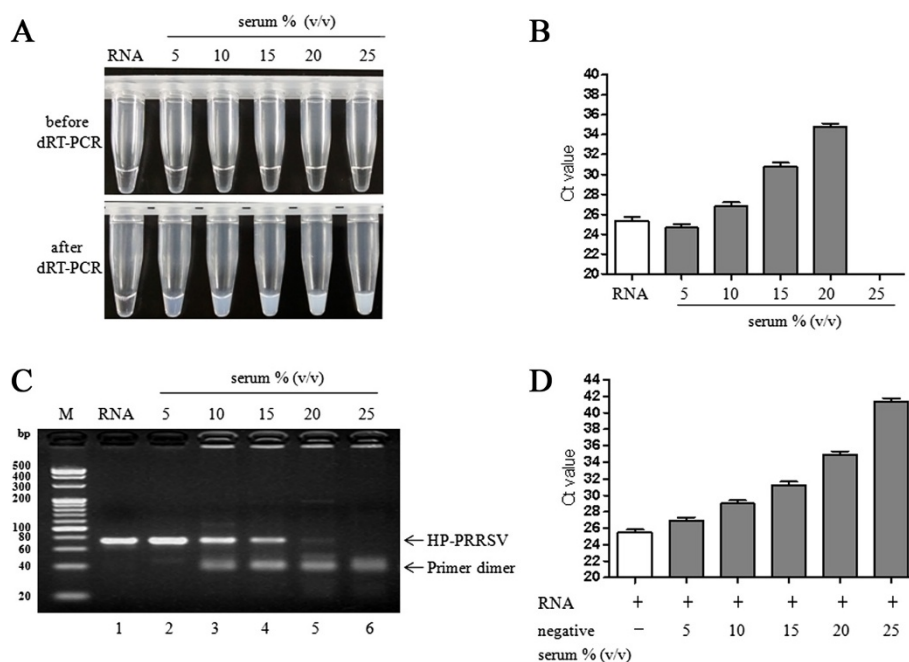 A
serum % (v/v)
RNA 5 10 15 20 25
before
dRT-PCR
after
dRT-PCR
B
Ct value
40
38
36
34
32
30
28
26
24
22
20
RNA 5 10 15 20 25
serum % (v/v)
C
serum % (v/v)
M RNA 5 10 15 20 25
bp
500
400
300
200
100
80
60
40
20
HP-PRRSV
Primer dimer
1 2 3 4 5 6
D
Ct value
44
42
40
38
36
34
32
30
28
26
24
22
20
RNA + + + + + +
negative – 5 10 15 20 25
serum % (v/v)